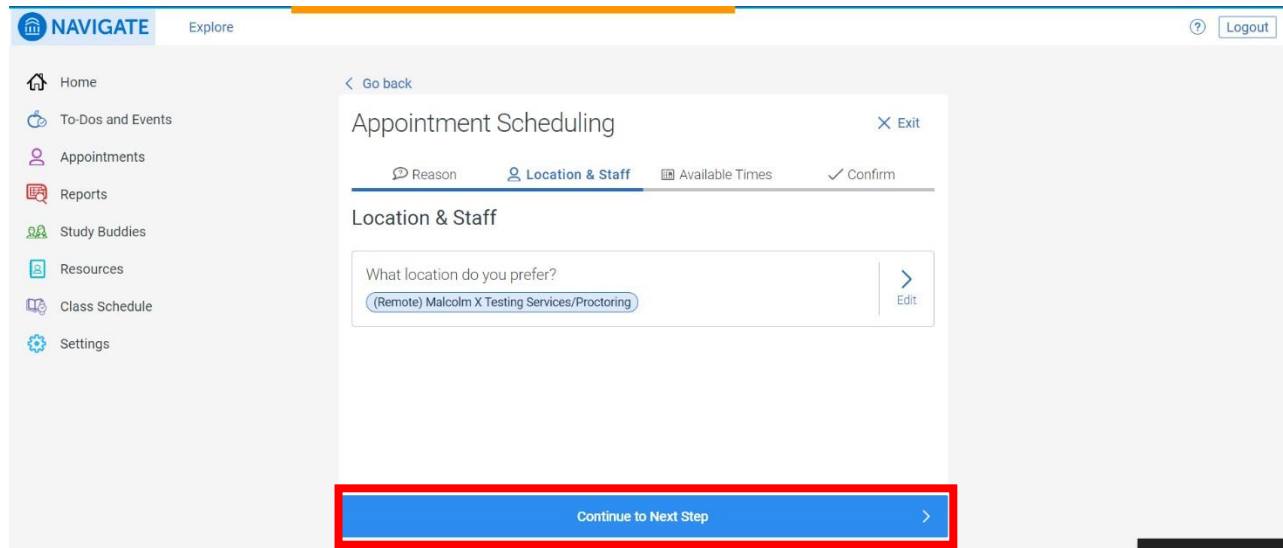 NAVIGATE
Explore
Logout
Home
To-Dos and Events
Appointments
Reports
Study Buddies
Resources
Class Schedule
Settings
Go back
Appointment Scheduling
Exit
Reason
Location & Staff
Available Times
Confirm
Location & Staff
What location do you prefer?
(Remote) Malcolm X Testing Services/Proctoring
Edit
Continue to Next Step